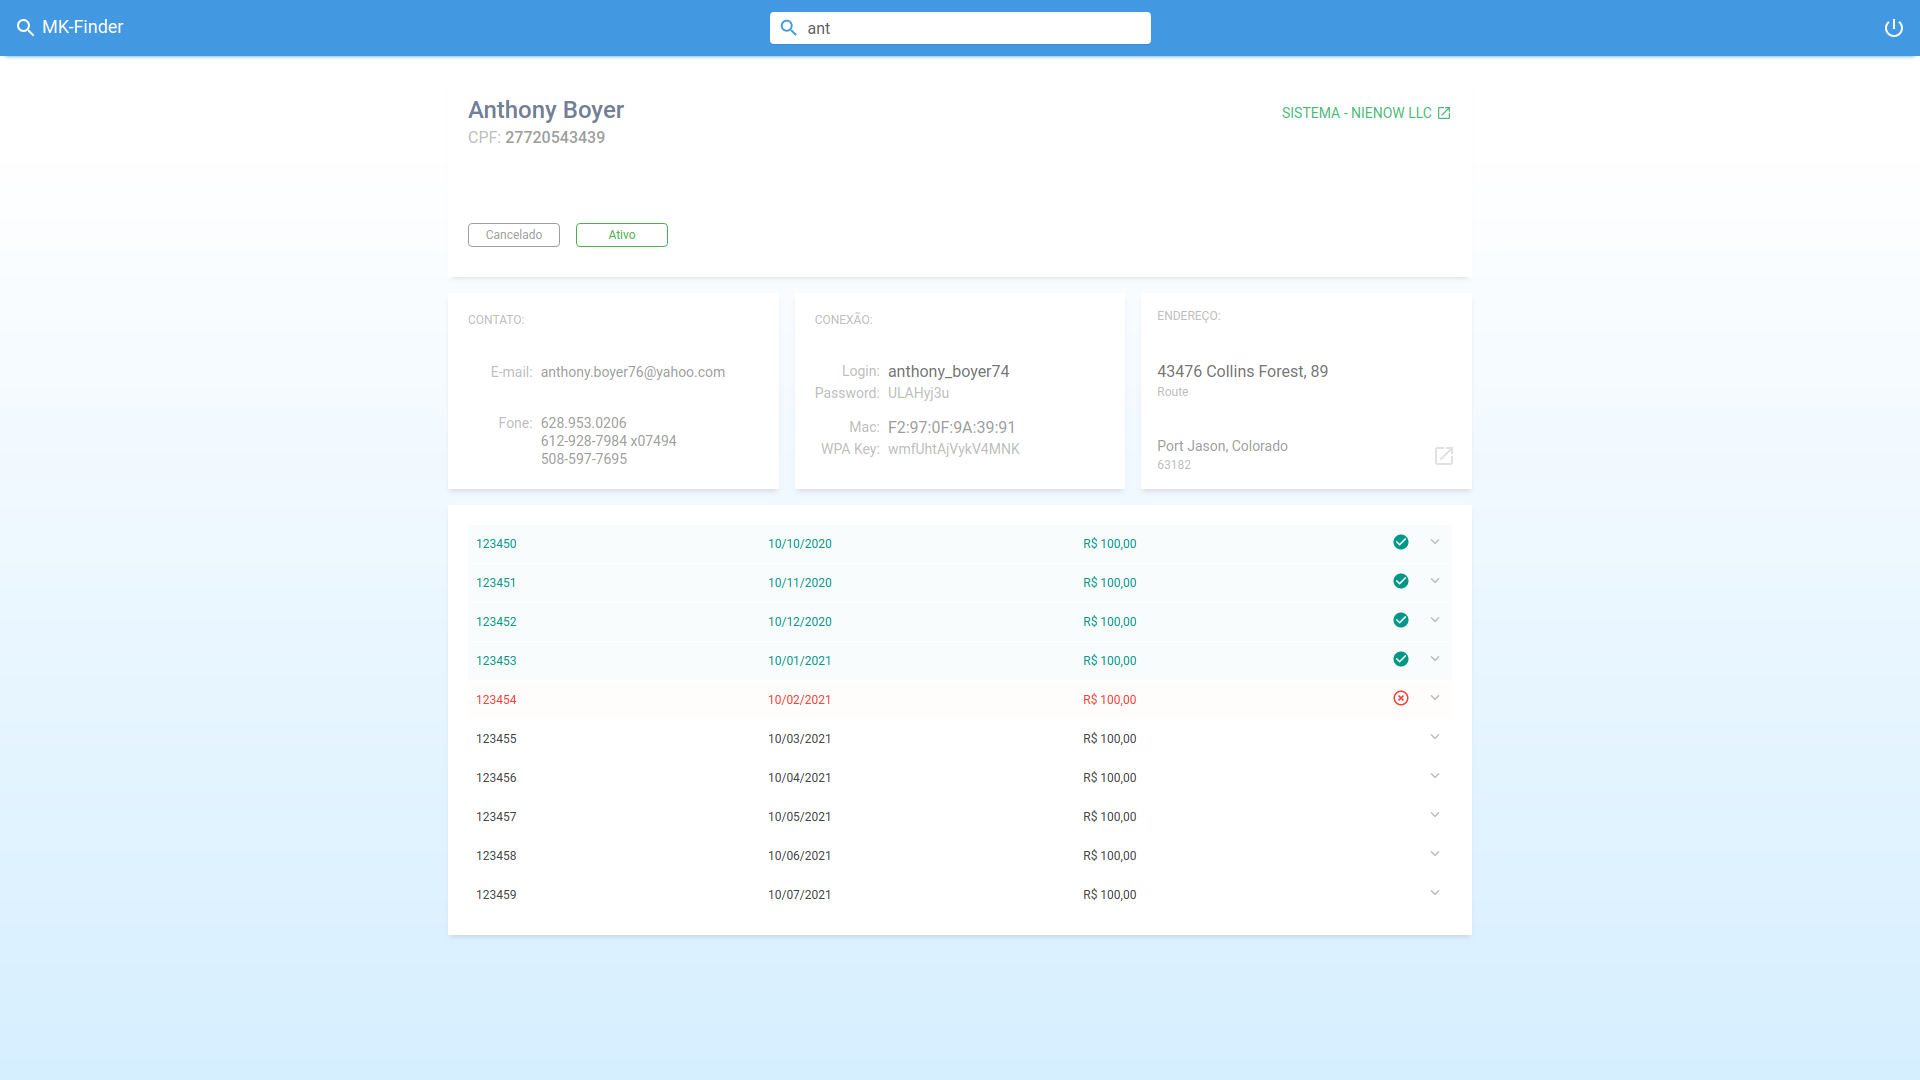 MK-Finder
ant
Anthony Boyer
SISTEMA - NIENOW LLC
CPF: 27720543439
Cancelado
Ativo
CONTATO:
E-mail: anthony.boyer76@yahoo.com
Fone: 628.953.0206
612-928-7984 x07494
508-597-7695
CONEXÃO:
Login: anthony_boyer74
Password: ULAHyj3u
Mac: F2:97:0F:9A:39:91
WPA Key: wmfUhtAjVykV4MNK
ENDEREÇO:
43476 Collins Forest, 89
Route
Port Jason, Colorado
63182
123450 10/10/2020 R$ 100,00
123451 10/11/2020 R$ 100,00
123452 10/12/2020 R$ 100,00
123453 10/01/2021 R$ 100,00
123454 10/02/2021 R$ 100,00
123455 10/03/2021 R$ 100,00
123456 10/04/2021 R$ 100,00
123457 10/05/2021 R$ 100,00
123458 10/06/2021 R$ 100,00
123459 10/07/2021 R$ 100,00